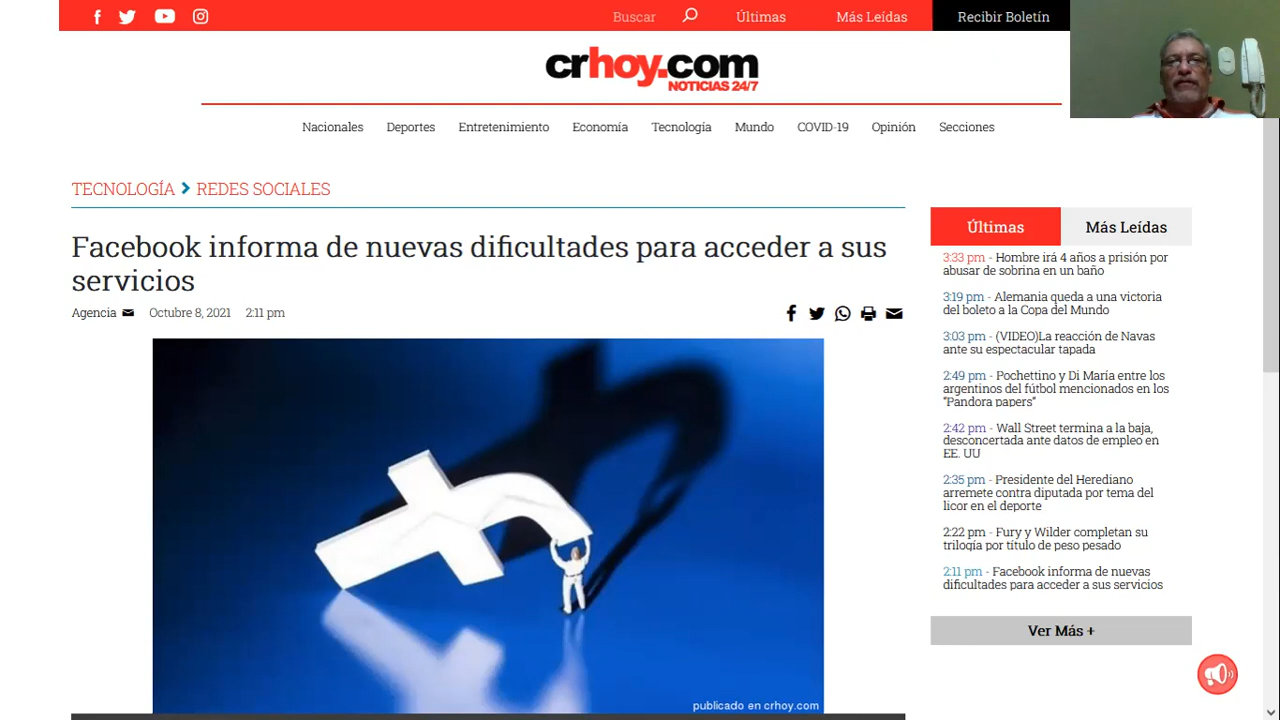 Buscar
Últimas
Más Leídas
Recibir Boletín
crhoy.com
NOTICIAS 24/7
Nacionales
Deportes
Entretenimiento
Economía
Tecnología
Mundo
COVID-19
Opinión
Secciones
TECNOLOGÍA
REDES SOCIALES
Facebook informa de nuevas dificultades para acceder a sus
servicios
Agencia
Octubre 8, 2021
2:11 pm
publicado en crhoy.com
Últimas
Más Leídas
3:33 pm - Hombre irá 4 años a prisión por
abusar de sobrina en un baño
3:19 pm - Alemania queda a una victoria
del boleto a la Copa del Mundo
3:03 pm - (VIDEO)La reacción de Navas
ante su espectacular tapada
2:49 pm - Pochettino y Di María entre los
argentinos del fútbol mencionados en los
“Pandora papers”
2:42 pm - Wall Street termina a la baja,
desconcertada ante datos de empleo en
EE. UU
2:35 pm - Presidente del Herediano
arremete contra diputada por tema del
licor en el deporte
2:22 pm - Fury y Wilder completan su
trilogía por título de peso pesado
2:11 pm - Facebook informa de nuevas
dificultades para acceder a sus servicios
Ver Más +